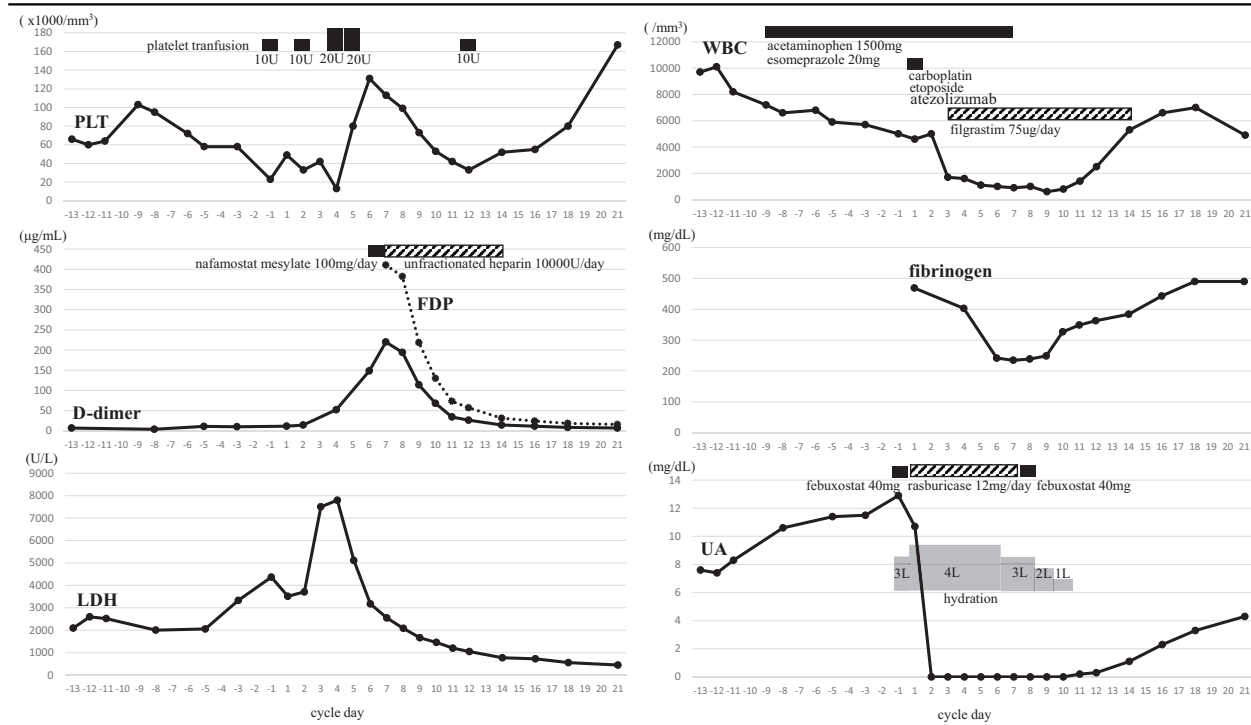 ( x1000/mm³)
180
160
140
120
100
80
60
40
20
0
platelet tranfusion
10U
10U
20U
20U
10U
PLT
-13 -12 -11 -10 -9 -8 -7 -6 -5 -4 -3 -2 -1 1 2 3 4 5 6 7 8 9 10 11 12 13 14 15 16 17 18 19 20 21
(μg/mL)
450
400
350
300
250
200
150
100
50
0
nafamostat mesylate 100mg/day
unfractionated heparin 10000U/day
FDP
D-dimer
-13 -12 -11 -10 -9 -8 -7 -6 -5 -4 -3 -2 -1 1 2 3 4 5 6 7 8 9 10 11 12 13 14 15 16 17 18 19 20 21
(U/L)
9000
8000
7000
6000
5000
4000
3000
2000
1000
0
LDH
-13 -12 -11 -10 -9 -8 -7 -6 -5 -4 -3 -2 -1 1 2 3 4 5 6 7 8 9 10 11 12 13 14 15 16 17 18 19 20 21
cycle day
( /mm³)
12000
10000
8000
6000
4000
2000
0
WBC
acetaminophen 1500mg
esomeprazole 20mg
carboplatin
etoposide
atezolizumab
filgrastim 75ug/day
-13 -12 -11 -10 -9 -8 -7 -6 -5 -4 -3 -2 -1 1 2 3 4 5 6 7 8 9 10 11 12 13 14 15 16 17 18 19 20 21
(mg/dL)
600
500
400
300
200
100
0
fibrinogen
-13 -12 -11 -10 -9 -8 -7 -6 -5 -4 -3 -2 -1 1 2 3 4 5 6 7 8 9 10 11 12 13 14 15 16 17 18 19 20 21
(mg/dL)
14
12
10
8
6
4
2
0
febuxostat 40mg
rasburicase 12mg/day
febuxostat 40mg
UA
3L
4L
3L
2L
1L
hydration
-13 -12 -11 -10 -9 -8 -7 -6 -5 -4 -3 -2 -1 1 2 3 4 5 6 7 8 9 10 11 12 13 14 15 16 17 18 19 20 21
cycle day